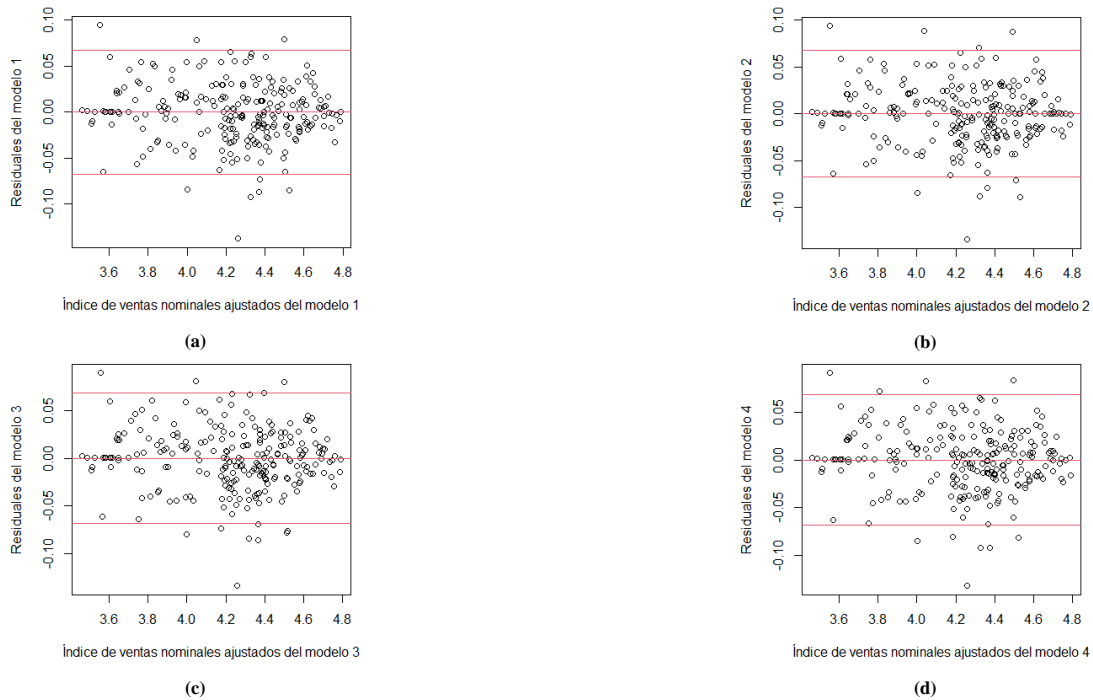 0.10
0.05
0.00
-0.05
-0.10
Residuales del modelo 1
3.6 3.8 4.0 4.2 4.4 4.6 4.8
Índice de ventas nominales ajustados del modelo 1
(a)
0.10
0.05
0.00
-0.05
-0.10
Residuales del modelo 2
3.6 3.8 4.0 4.2 4.4 4.6 4.8
Índice de ventas nominales ajustados del modelo 2
(b)
0.05
0.00
-0.05
-0.10
Residuales del modelo 3
3.6 3.8 4.0 4.2 4.4 4.6 4.8
Índice de ventas nominales ajustados del modelo 3
(c)
0.05
0.00
-0.05
-0.10
Residuales del modelo 4
3.6 3.8 4.0 4.2 4.4 4.6 4.8
Índice de ventas nominales ajustados del modelo 4
(d)